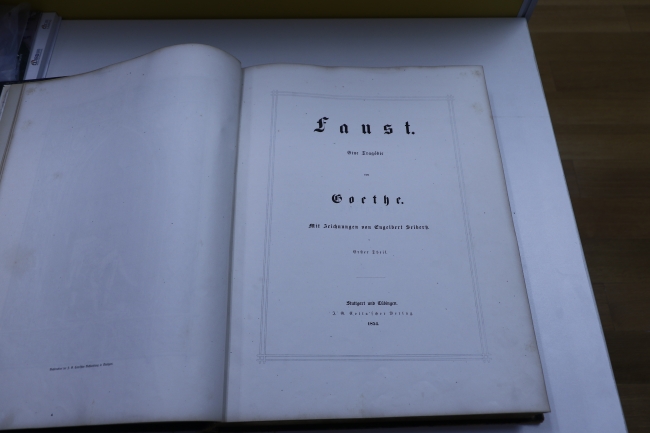 Faust.
Eine Tragödie
von
Goethe.
Mit Zeichnungen von Engelbert Seibertz.
Erster Theil
Stuttgart und Tübingen.
J. G. Cotta'scher Verlag
1854